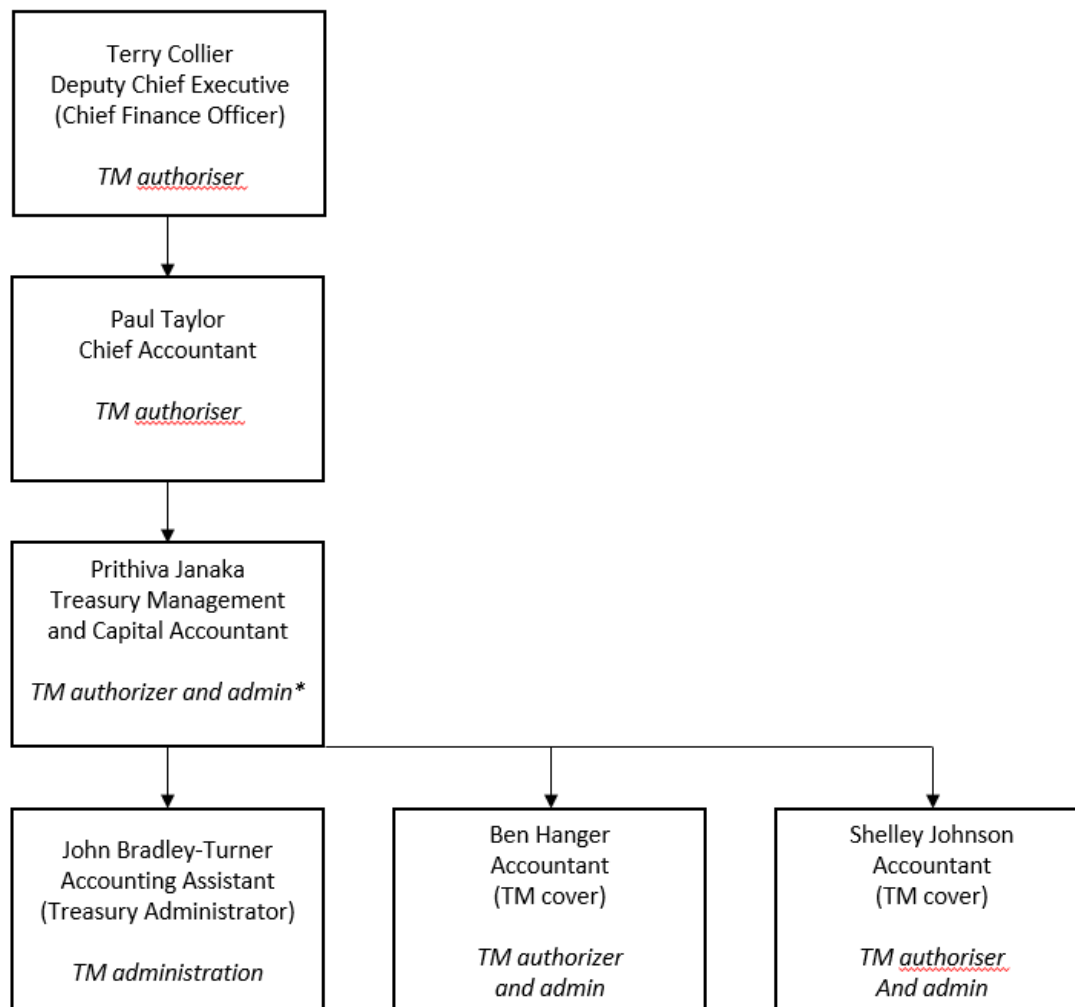 Terry Collier
Deputy Chief Executive
(Chief Finance Officer)
TM authoriser
Paul Taylor
Chief Accountant
TM authoriser
Prithiva Janaka
Treasury Management
and Capital Accountant
TM authorizer and admin*
John Bradley-Turner
Accounting Assistant
(Treasury Administrator)
TM administration
Ben Hanger
Accountant
(TM cover)
TM authorizer
and admin
Shelley Johnson
Accountant
(TM cover)
TM authoriser
And admin